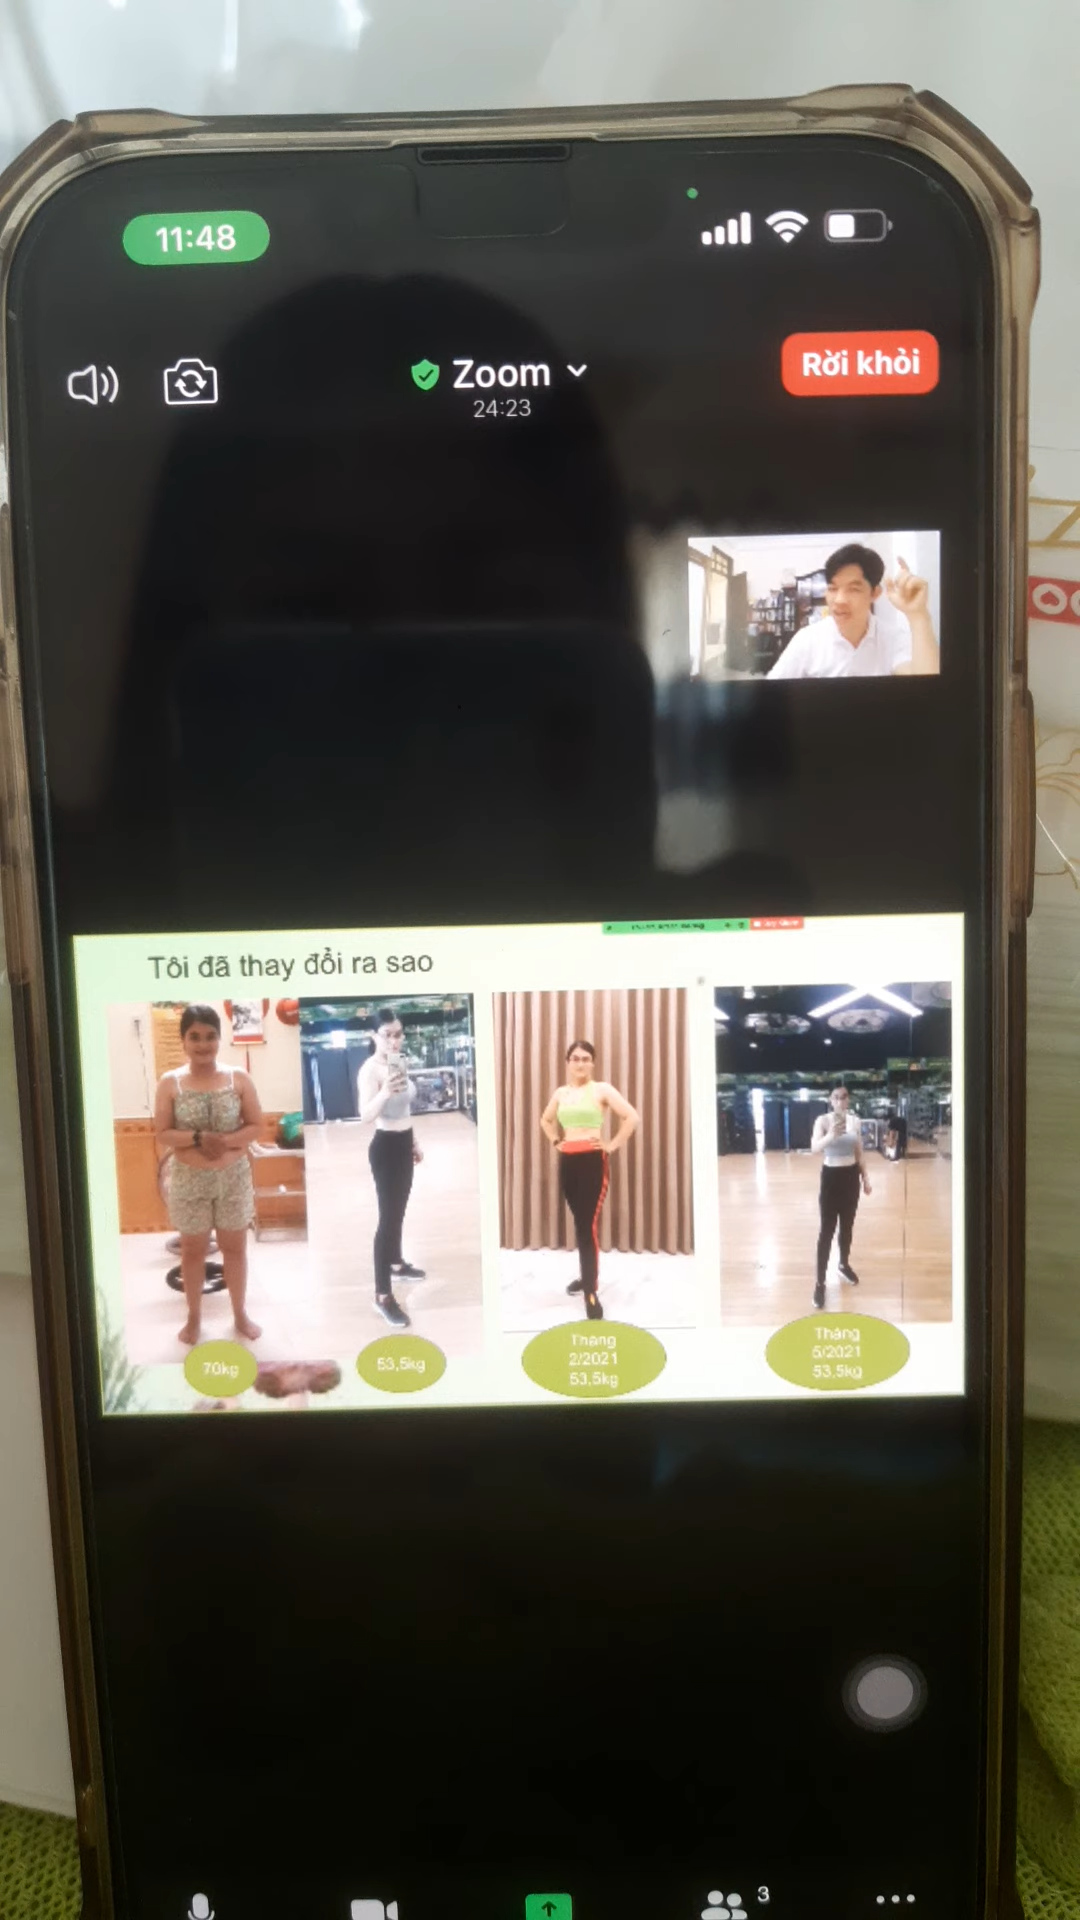 11:48
Zoom
24:23
Rời khỏi
Tôi đã thay đổi ra sao
70kg
53,5kg
Tháng
2/2021
53.5kg
Tháng
5/2021
53.5kg
3